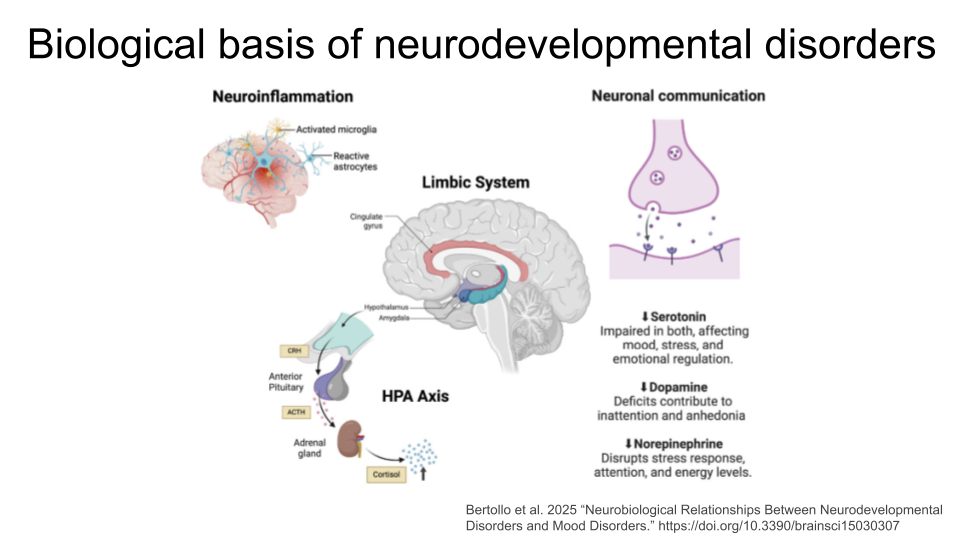 Biological basis of neurodevelopmental disorders
Neuroinflammation
Activated microglia
Reactive
astrocytes
Limbic System
Cingulate
gyrus
Hypothalamus
Amygdala
CRH
Anterior
Pituitary
HPA Axis
ACTH
Adrenal
gland
Cortisol
Neuronal communication
⬇Serotonin
Impaired in both, affecting
mood, stress, and
emotional regulation.
⬇Dopamine
Deficits contribute to
inattention and anhedonia
⬇Norepinephrine
Disrupts stress response,
attention, and energy levels.
Bertollo et al. 2025 “Neurobiological Relationships Between Neurodevelopmental
Disorders and Mood Disorders.” https://doi.org/10.3390/brainsci15030307